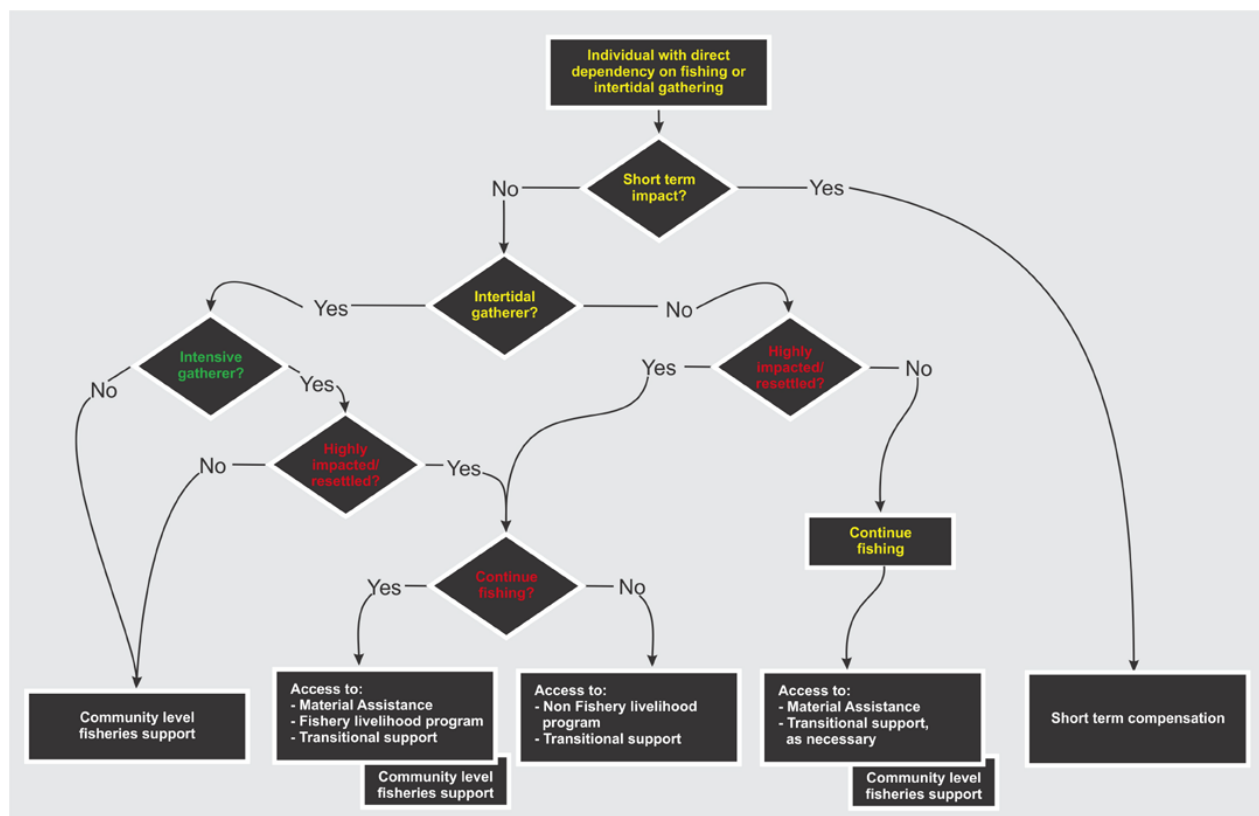 Individual with direct
dependency on fishing or
intertidal gathering
Short term
impact?
No
Yes
Intertidal
gatherer?
Yes
No
Intensive
gatherer?
Highly impacted/
resettled?
No
Yes
Yes
No
Highly
impacted/
resettled?
No
Yes
Continue
fishing
Continue
fishing?
Yes
No
Community level
fisheries support
Access to:
- Material Assistance
- Fishery livelihood program
- Transitional support
Community level
fisheries support
Access to:
- Non Fishery livelihood
program
- Transitional support
Access to:
- Material Assistance
- Transitional support,
as necessary
Community level
fisheries support
Short term compensation